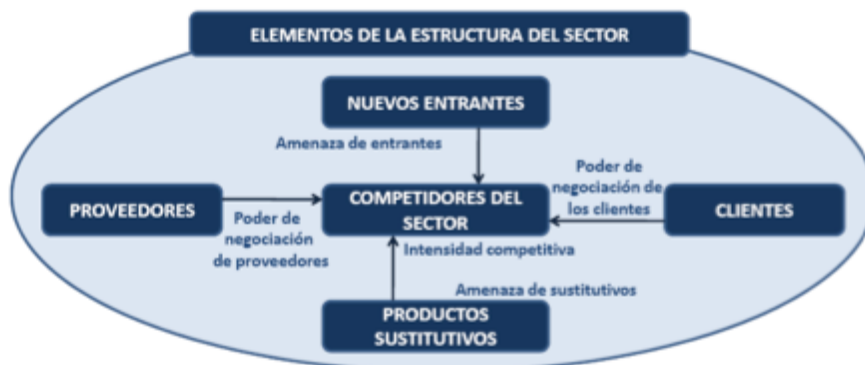 ELEMENTOS DE LA ESTRUCTURA DEL SECTOR
NUEVOS ENTRANTES
Amenaza de entrantes
Poder de
negociación de
los clientes
PROVEEDORES
COMPETIDORES DEL
SECTOR
CLIENTES
Poder de
negociación
de proveedores
Intensidad competitiva
Amenaza de sustitutivos
PRODUCTOS
SUSTITUTIVOS